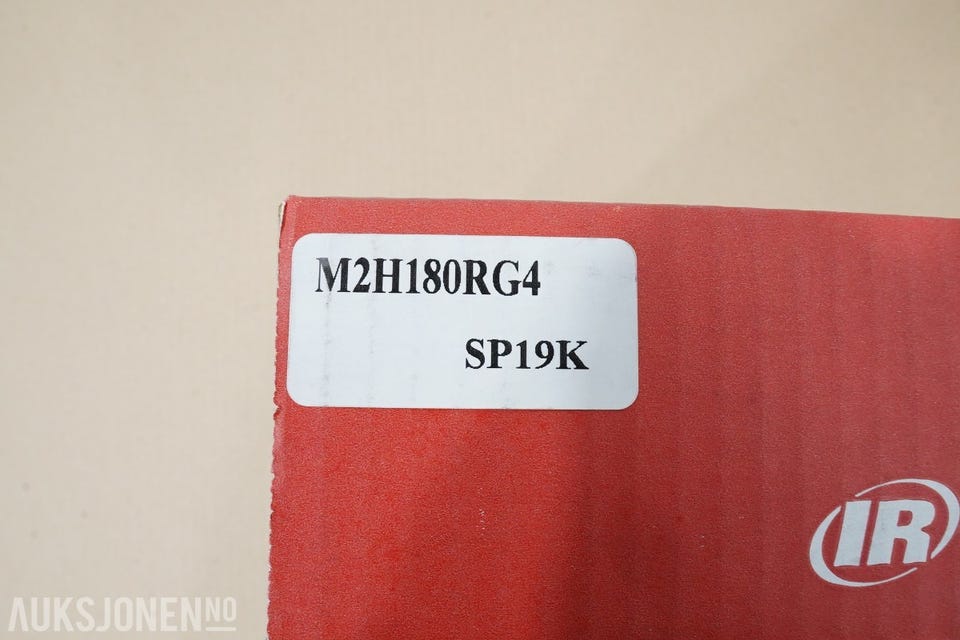 M2H180RG4
SP19K
IR
AUKSJONEN.NO